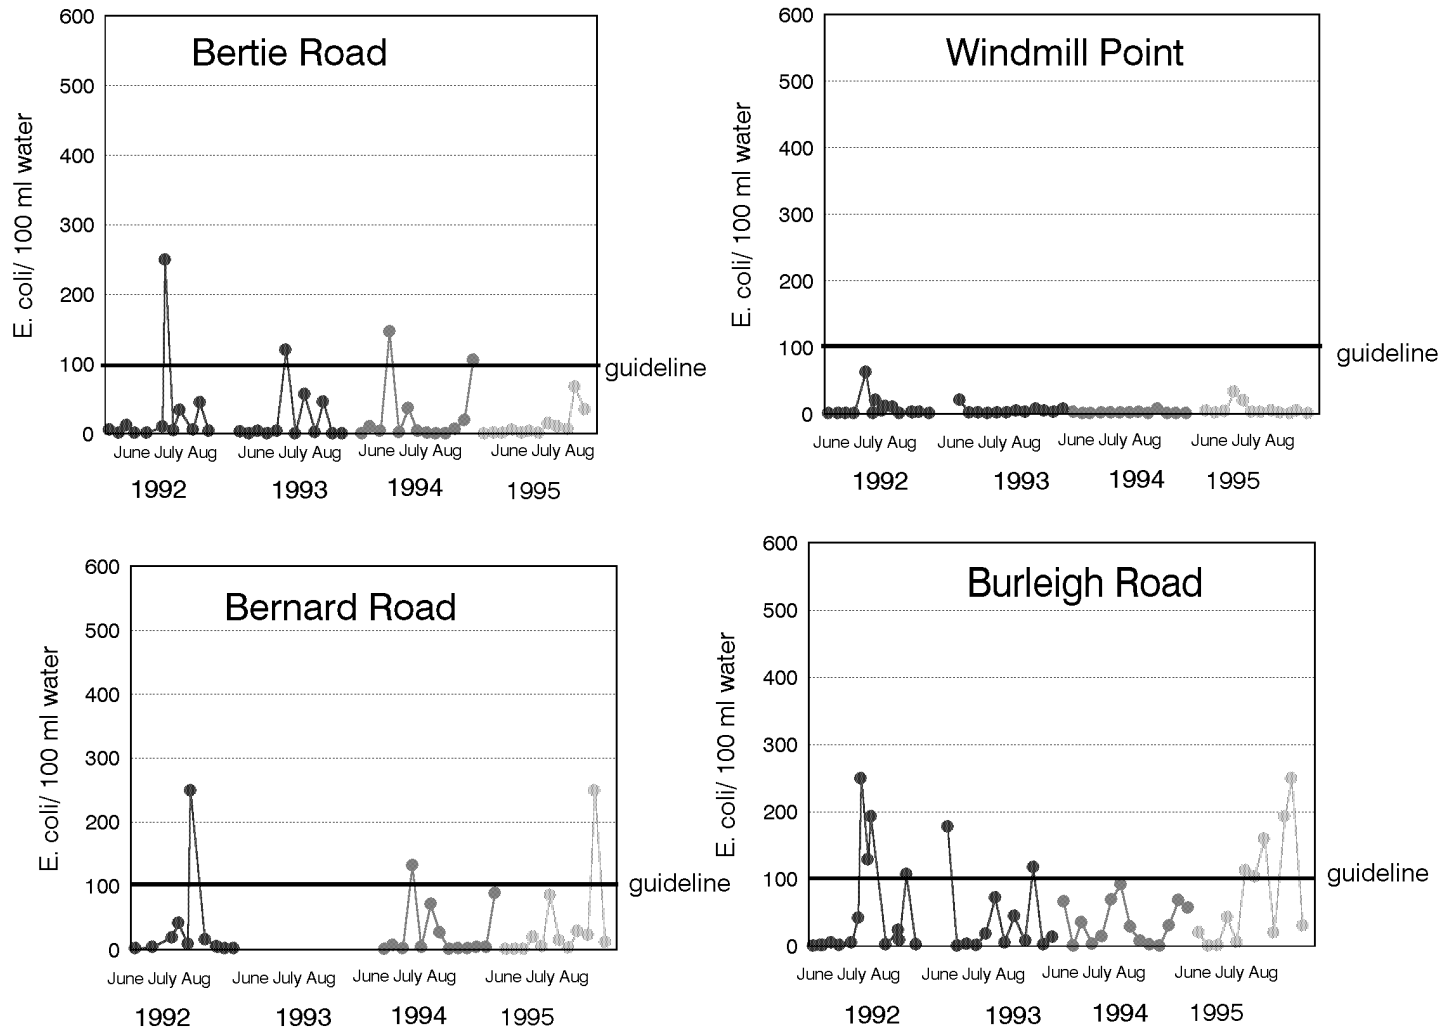 Bertie Road
600
500
400
300
200
100
0
E. coli/ 100 ml water
guideline
June July Aug June July Aug June July Aug June July Aug
1992 1993 1994 1995
Windmill Point
600
500
400
300
200
100
0
E. coli/ 100 ml water
guideline
June July Aug June July Aug June July Aug June July Aug
1992 1993 1994 1995
Bernard Road
600
500
400
300
200
100
0
E. coli/ 100 ml water
guideline
June July Aug June July Aug June July Aug June July Aug
1992 1993 1994 1995
Burleigh Road
600
500
400
300
200
100
0
E. coli/ 100 ml water
guideline
June July Aug June July Aug June July Aug June July Aug
1992 1993 1994 1995